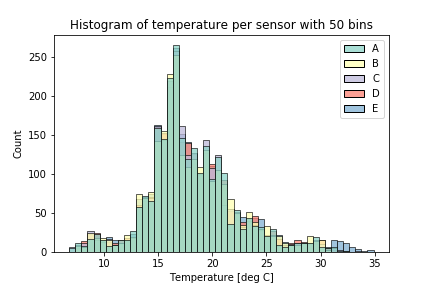 Histogram of temperature per sensor with 50 bins
250
200
150
100
50
0
Count
A
B
C
D
E
10
15
20
25
30
35
Temperature [deg C]